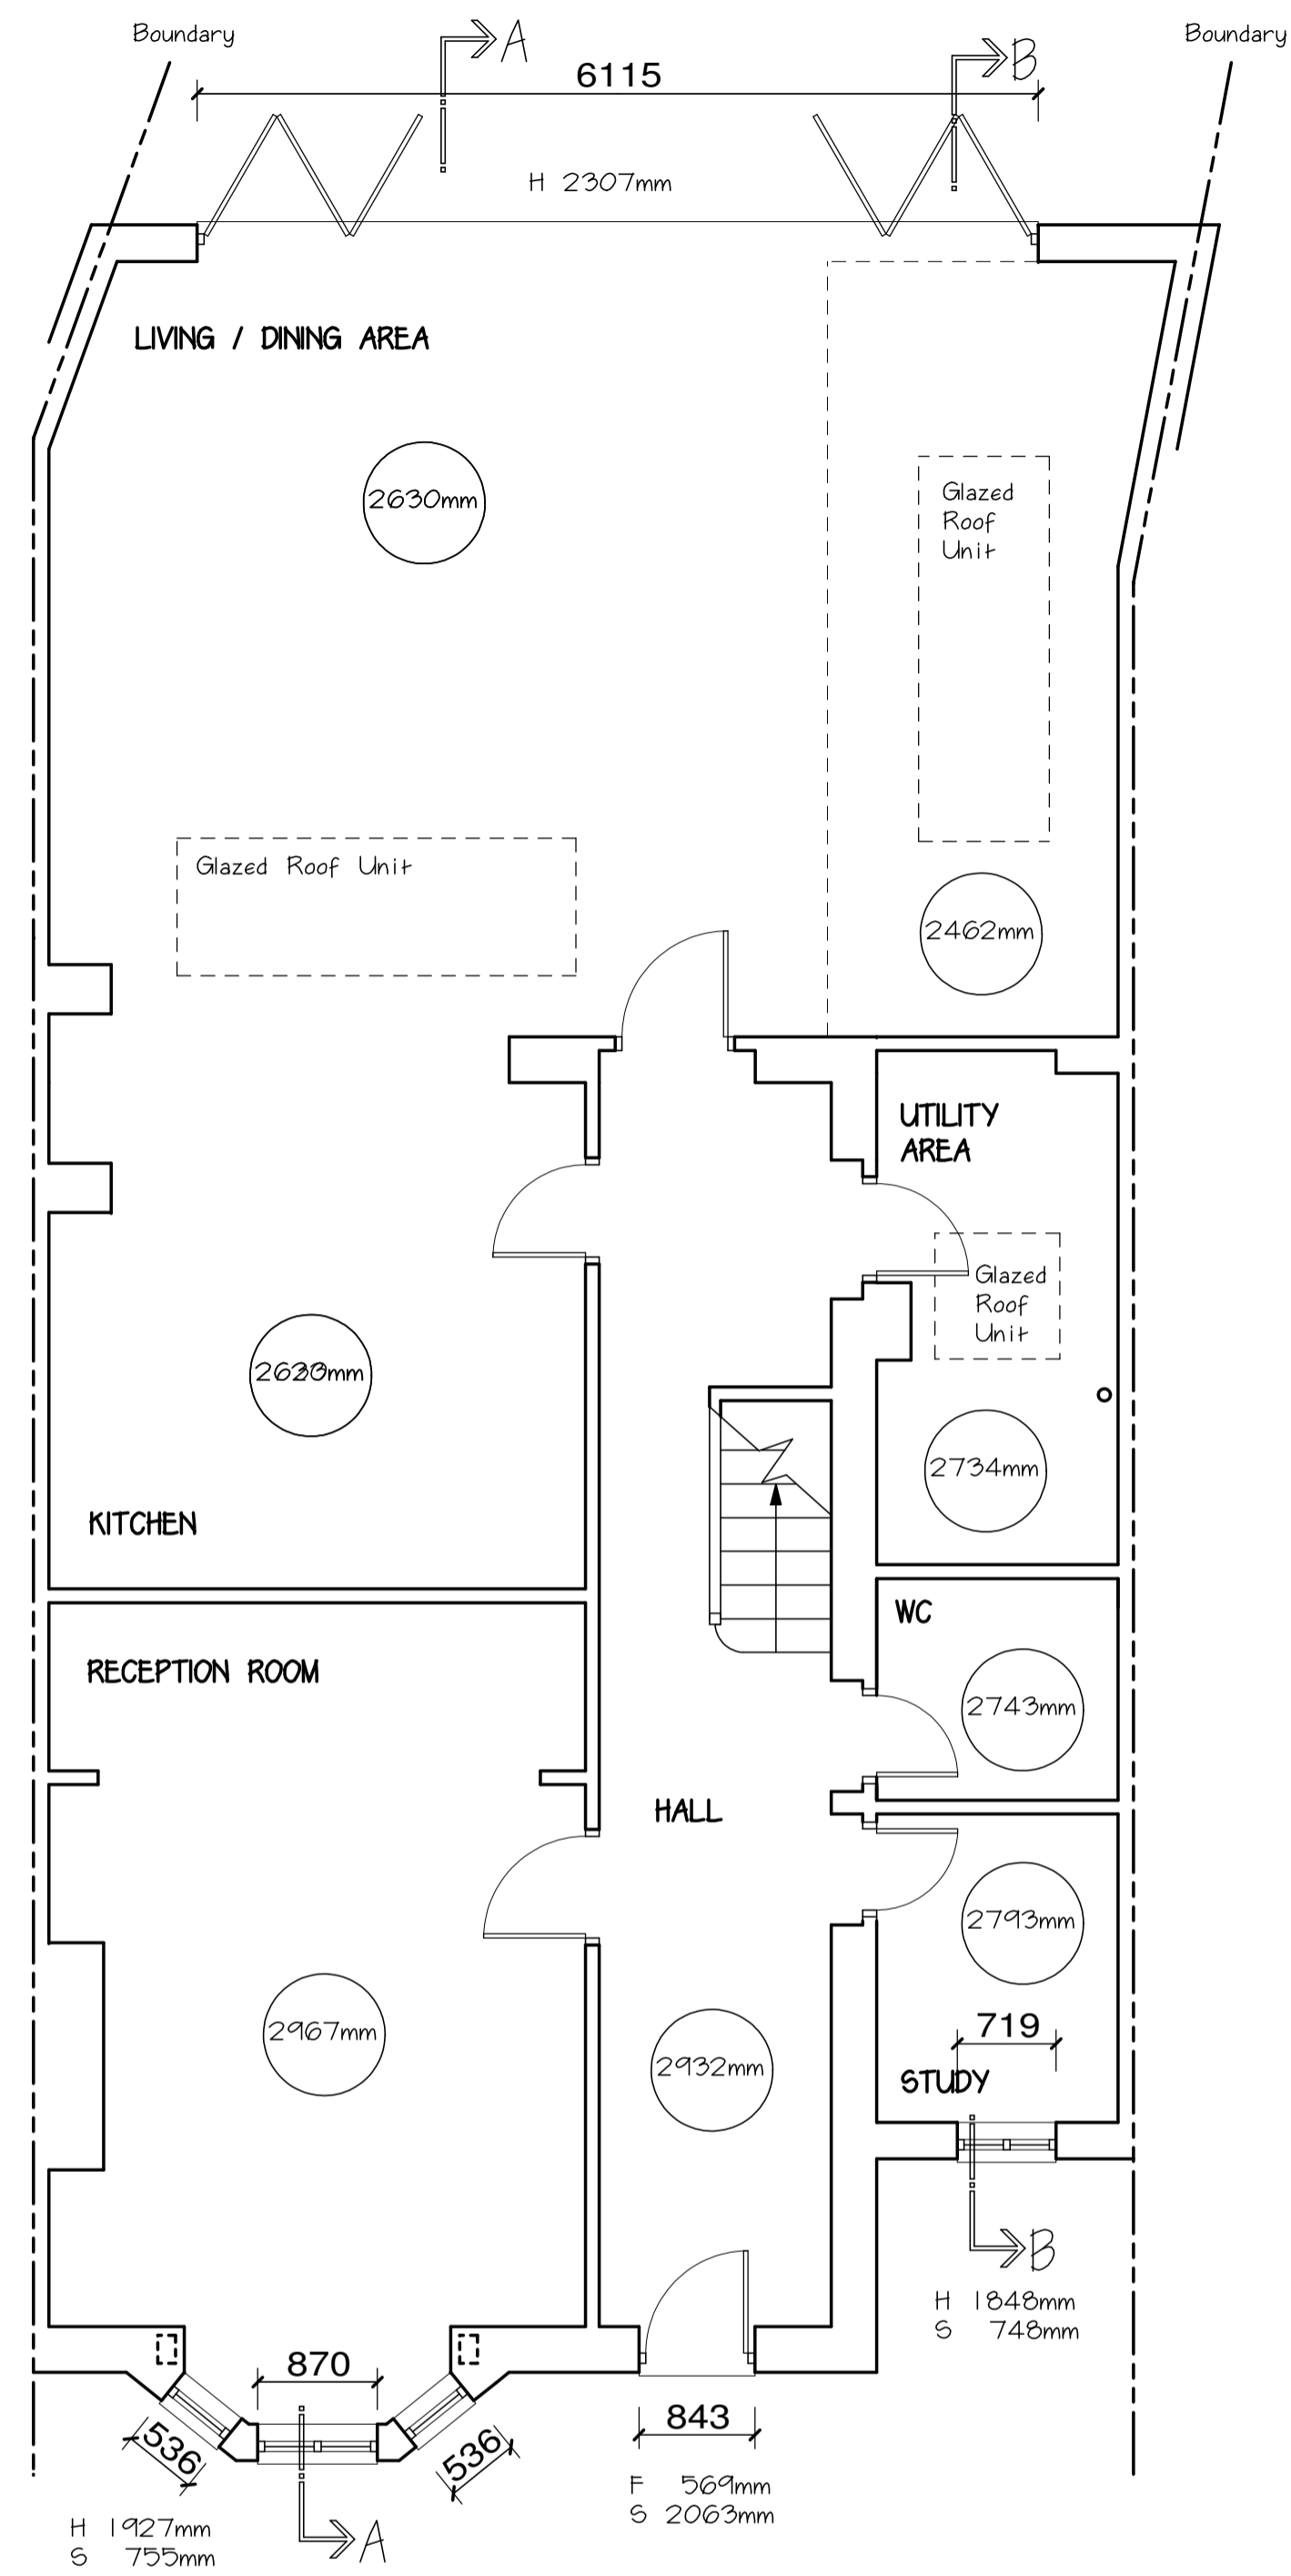 Boundary
A
B
Boundary
6115
H 2307mm
LIVING / DINING AREA
2630mm
Glazed
Roof
Unit
Glazed Roof Unit
2462mm
UTILITY
AREA
Glazed
Roof
Unit
2734mm
KITCHEN
WC
RECEPTION ROOM
2743mm
HALL
2793mm
2967mm
2932mm
719
STUDY
B
H 1848mm
S 748mm
870
536
536
843
A
F 569mm
S 2063mm
H 1927mm
S 755mm